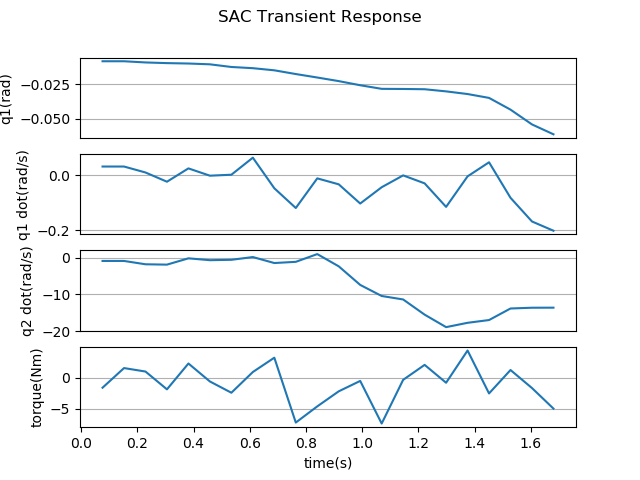 SAC Transient Response
q1(rad)
−0.025
−0.050
q1 dot(rad/s)
0.0
−0.2
q2 dot(rad/s)
0
−10
−20
torque(Nm)
0
−5
0.0 0.2 0.4 0.6 0.8 1.0 1.2 1.4 1.6
time(s)